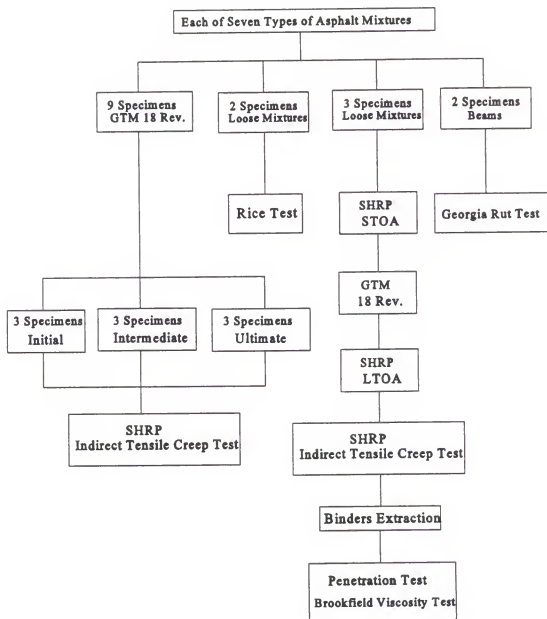 Each of Seven Types of Asphalt Mixtures
9 Specimens
GTM 18 Rev.
2 Specimens
Loose Mixtures
3 Specimens
Loose Mixtures
2 Specimens
Beams
Rice Test
SHRP
STOA
Georgia Rut Test
GTM
18 Rev.
3 Specimens
Initial
3 Specimens
Intermediate
3 Specimens
Ultimate
SHRP
LTOA
SHRP
Indirect Tensile Creep Test
SHRP
Indirect Tensile Creep Test
Binders Extraction
Penetration Test
Brookfield Viscosity Test